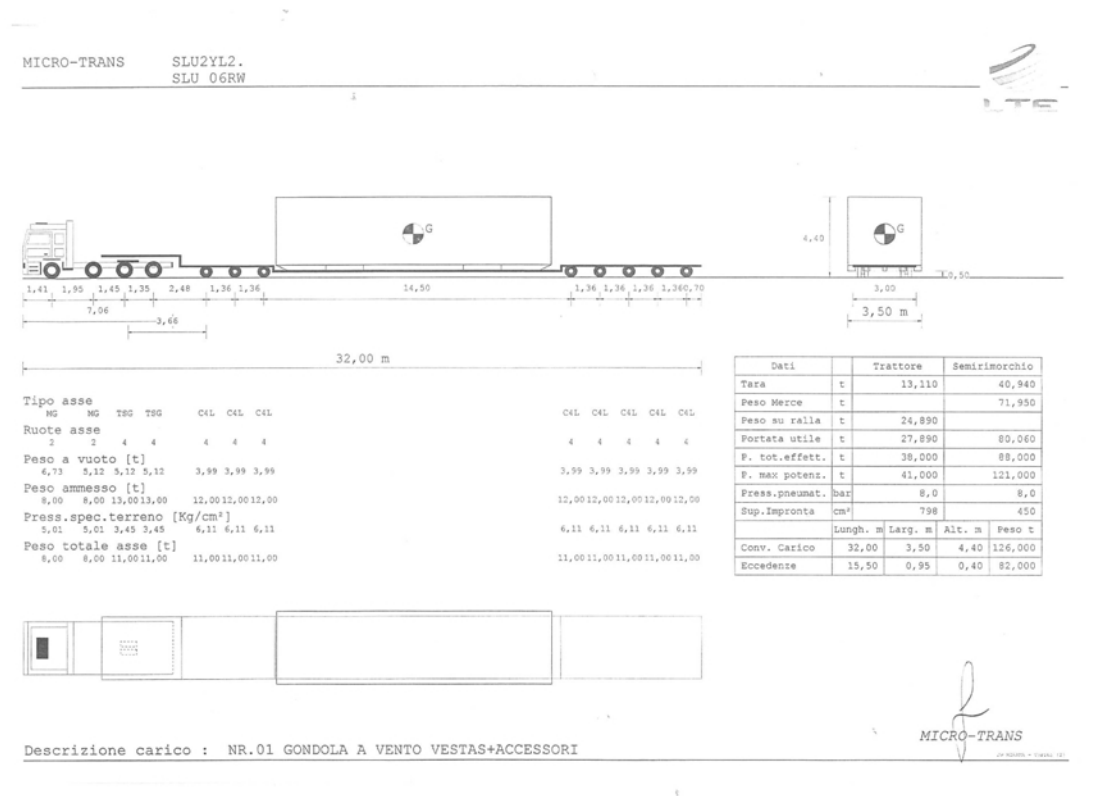 MICRO-TRANS SLU2YL2.
SLU 06RW
LTE
G
G
4,40
0,50
1,41 1,95 1,45 1,35 2,48 1,36 1,36 14,50 1,36 1,36 1,36 1,36 0,70
3,00
7,06
3,50 m
3,66
32,00 m
Tipo asse
MG MG TSG TSG C4L C4L C4L C4L C4L C4L C4L C4L
Ruote asse
2 2 4 4 4 4 4 4 4 4 4 4
Peso a vuoto [t]
6,73 5,12 5,12 5,12 3,99 3,99 3,99 3,99 3,99 3,99 3,99 3,99
Peso ammesso [t]
8,00 8,00 13,00 13,00 12,00 12,00 12,00 12,00 12,00 12,00 12,00 12,00
Press.spec.terreno [Kg/cm²]
5,01 5,01 3,45 3,45 6,11 6,11 6,11 6,11 6,11 6,11 6,11 6,11
Peso totale asse [t]
8,00 8,00 11,00 11,00 11,00 11,00 11,00 11,00 11,00 11,00 11,00 11,00
Dati Trattore Semirimorchio
Tara t 13,110 40,940
Peso Merce t 71,950
Peso su ralla t 24,890
Portata utile t 27,890 80,060
P. tot.effett. t 38,000 88,000
P. max potenz. t 41,000 121,000
Press.pneumat. bar 8,0 8,0
Sup.Impronta cm² 798 450
Lungh. m Larg. m Alt. m Peso t
Conv. Carico 32,00 3,50 4,40 126,000
Eccedenze 15,50 0,95 0,40 82,000
MICRO-TRANS
Descrizione carico : NR.01 GONDOLA A VENTO VESTAS+ACCESSORI